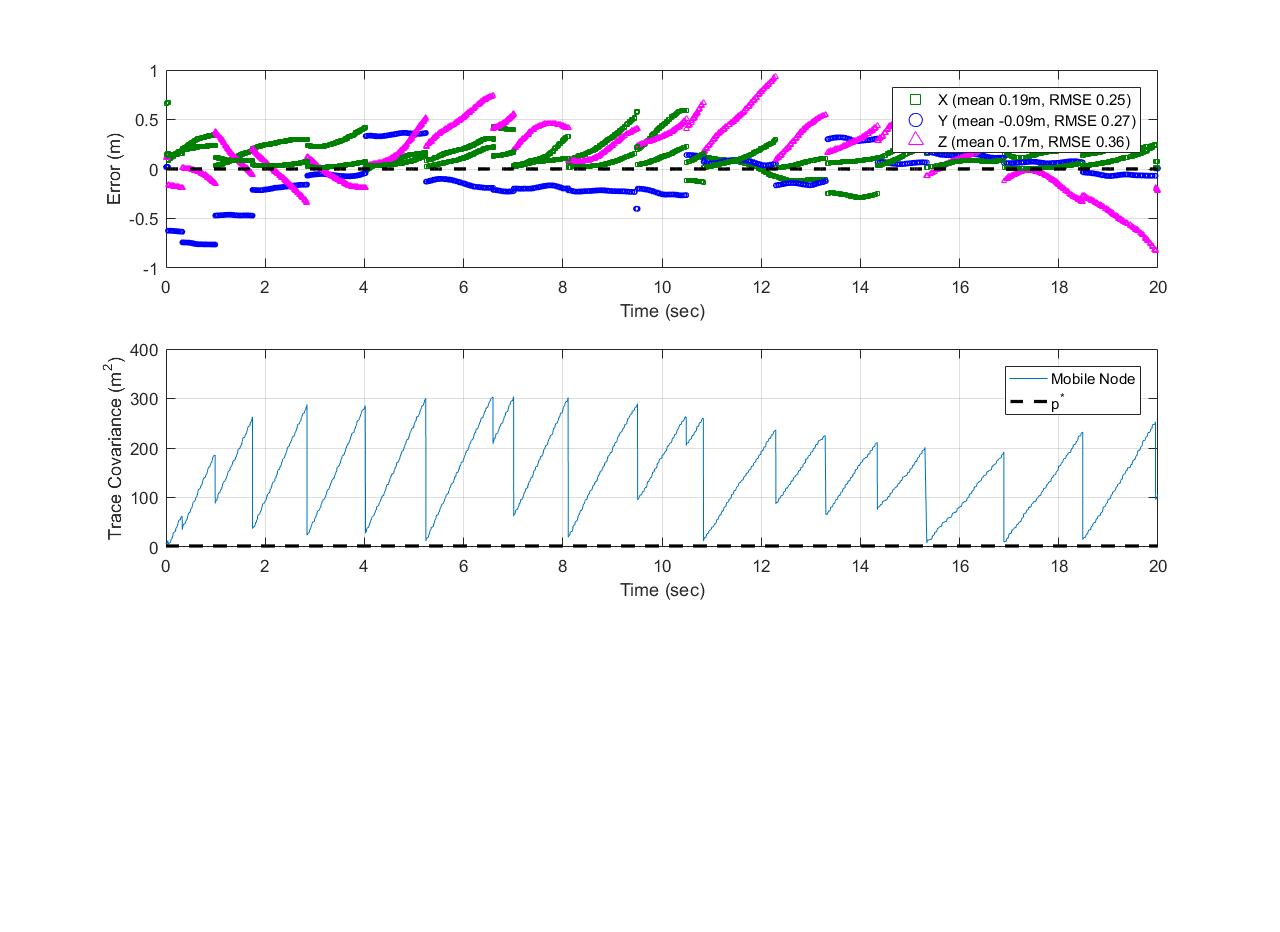 1
0.5
0
-0.5
-1
Error (m)
X (mean 0.19m, RMSE 0.25)
Y (mean -0.09m, RMSE 0.27)
Z (mean 0.17m, RMSE 0.36)
0 2 4 6 8 10 12 14 16 18 20
Time (sec)
400
300
200
100
0
Trace Covariance (m²)
Mobile Node
p*
0 2 4 6 8 10 12 14 16 18 20
Time (sec)